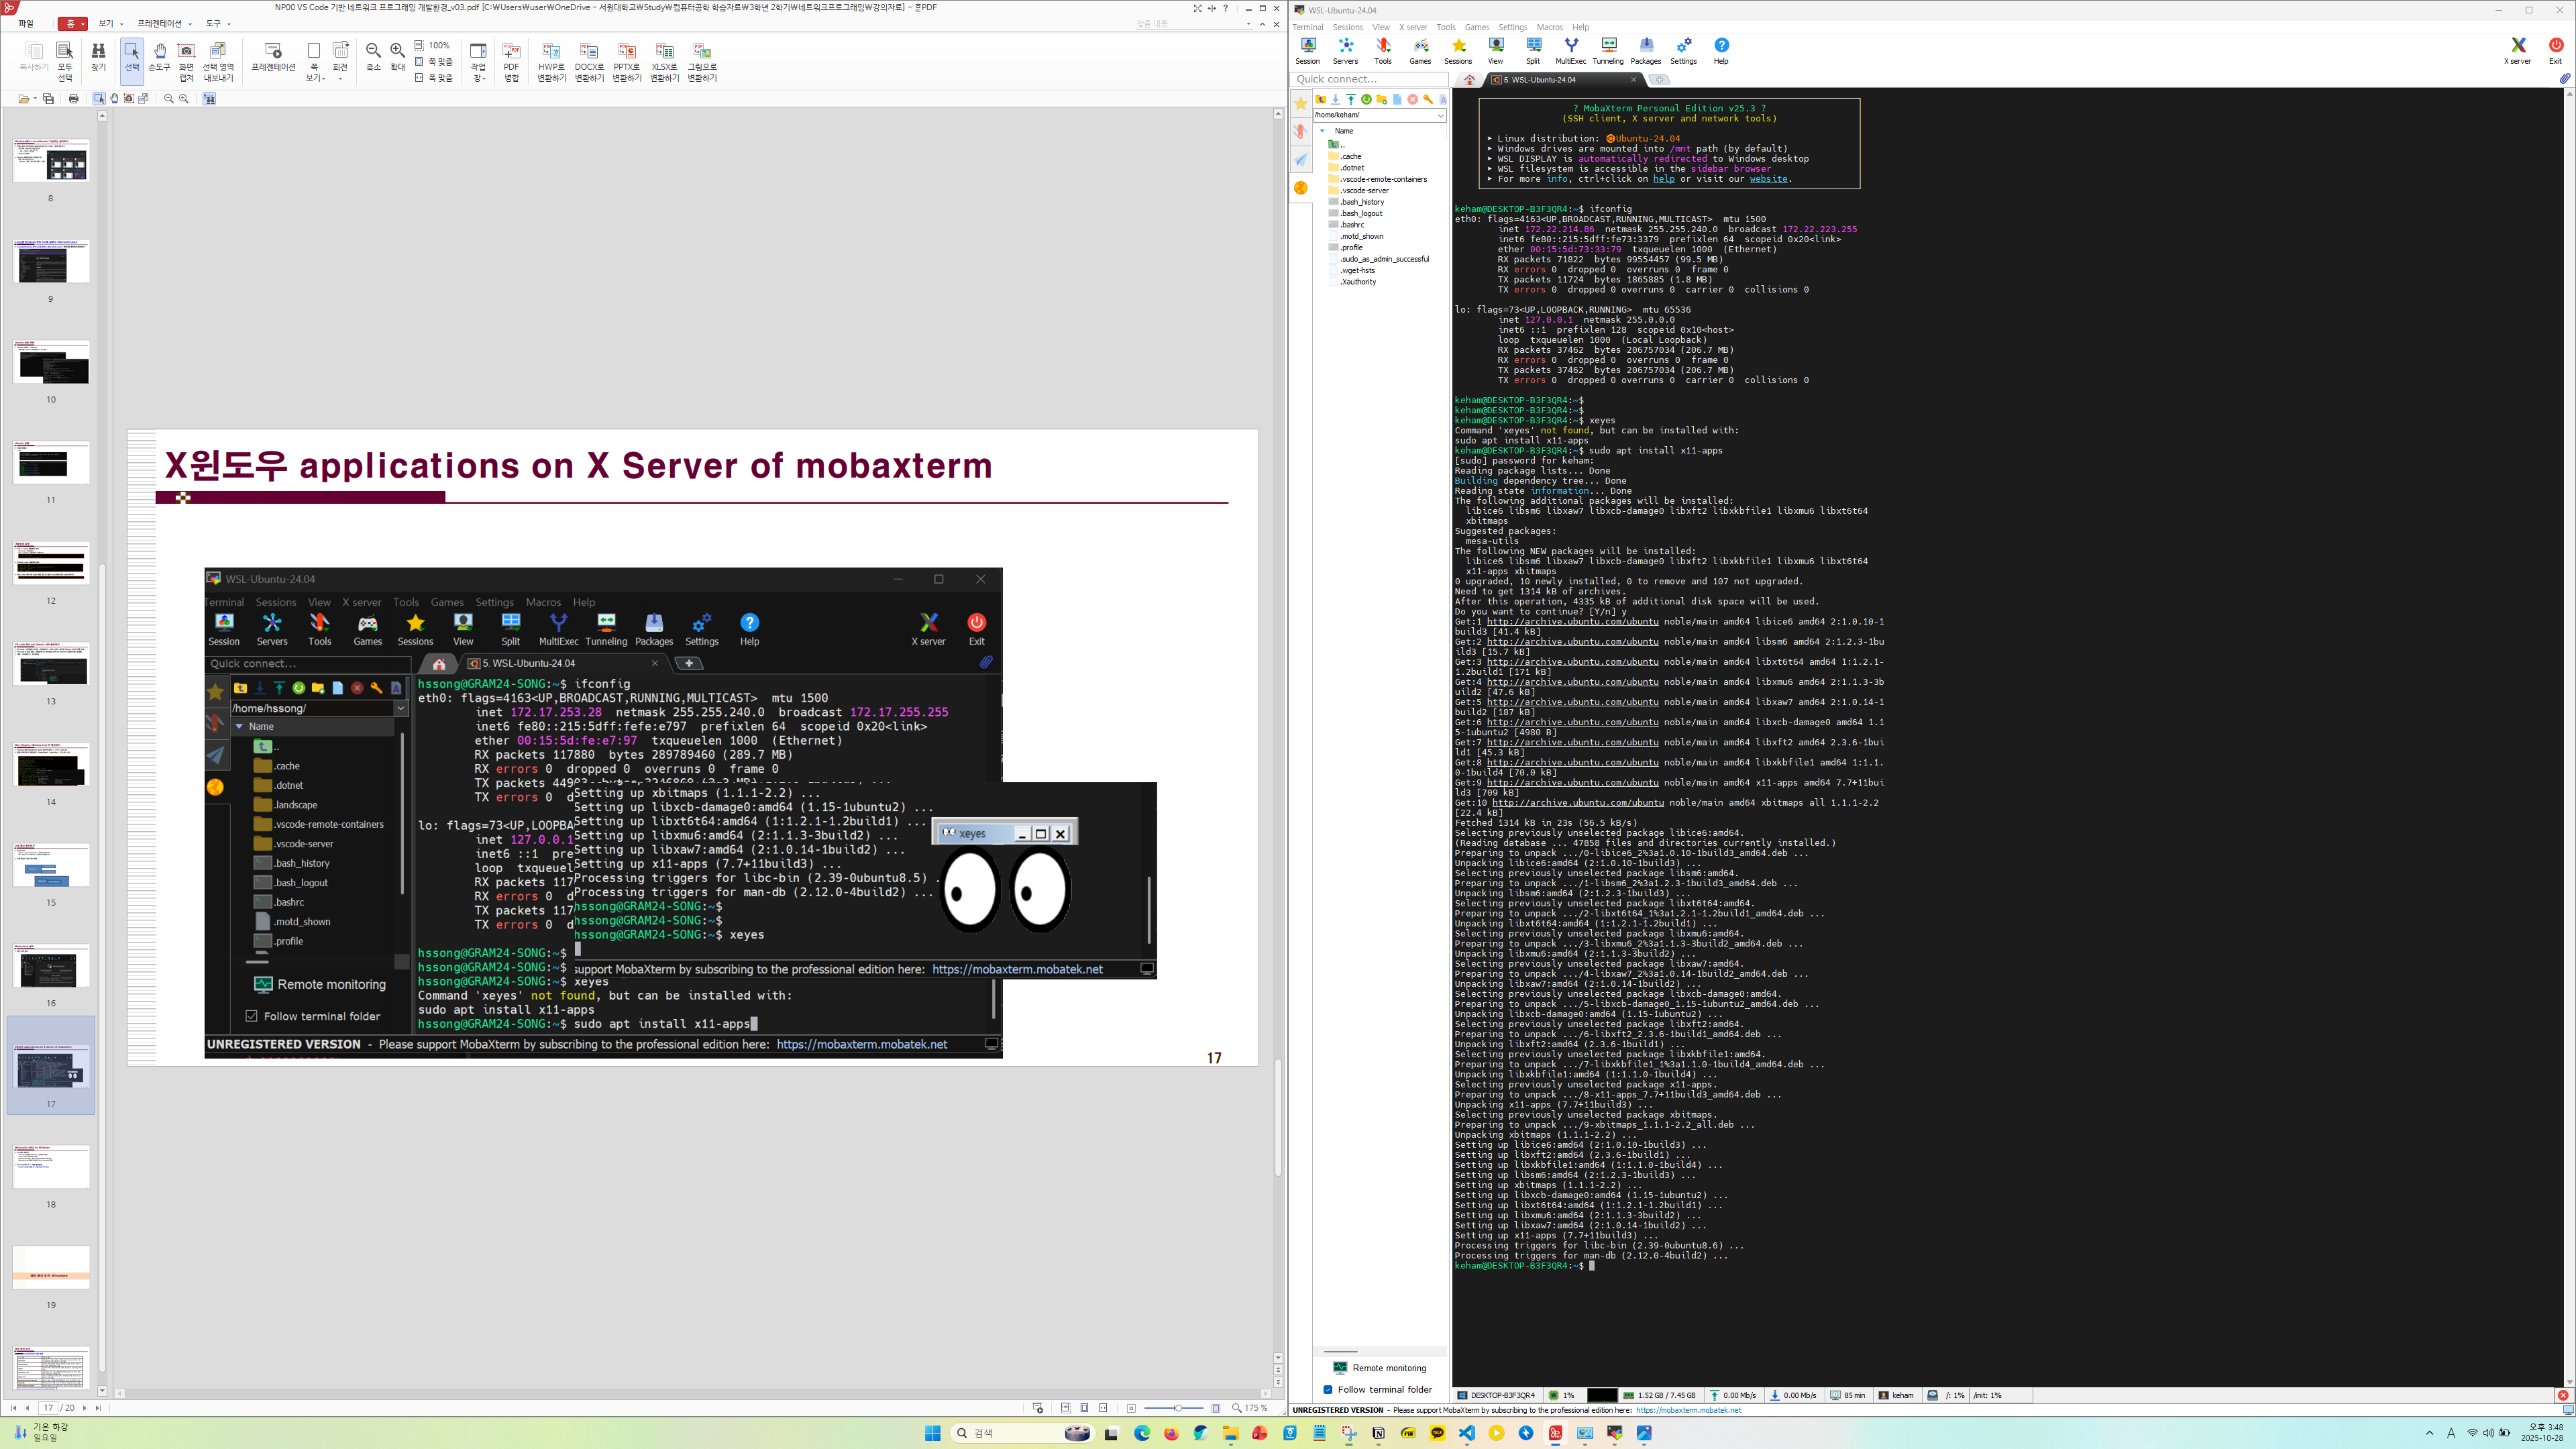 NP00 VS Code 기반 네트워크 프로그래밍 개발환경_v03.pdf [C:₩Users₩user₩OneDrive - 서원대학교₩Study₩컴퓨터공학 학습자료₩3학년 2학기₩네트워크프로그래밍₩강의자료] - 훈PDF
파일 홈 보기 프레젠테이션 도구
찾을 내용
복사하기 모두 선택 찾기 선택 손도구 화면 캡처 선택 영역 내보내기 프레젠테이션 쪽 보기 회전 축소 확대 100% 쪽 맞춤 폭 맞춤 작업 창 PDF 병합 HWP로 변환하기 DOCX로 변환하기 PPTX로 변환하기 XLSX로 변환하기 그림으로 변환하기
8
9
10
11
12
13
14
15
16
17
18
19
X윈도우 applications on X Server of mobaxterm
WSL-Ubuntu-24.04
Terminal Sessions View X server Tools Games Settings Macros Help
Session Servers Tools Games Sessions View Split MultiExec Tunneling Packages Settings Help X server Exit
Quick connect...
5. WSL-Ubuntu-24.04
/home/hssong/
Name
..
.cache
.dotnet
.landscape
.vscode-remote-containers
.vscode-server
.bash_history
.bash_logout
.bashrc
.motd_shown
.profile
Remote monitoring
Follow terminal folder
hssong@GRAM24-SONG:~$ ifconfig
eth0: flags=4163<UP,BROADCAST,RUNNING,MULTICAST>  mtu 1500
inet 172.17.253.28  netmask 255.255.240.0  broadcast 172.17.255.255
inet6 fe80::215:5dff:fefe:e797  prefixlen 64  scopeid 0x20<link>
ether 00:15:5d:fe:e7:97  txqueuelen 1000  (Ethernet)
RX packets 117880  bytes 289789460 (289.7 MB)
RX errors 0  dropped 0  overruns 0  frame 0
TX packets 4490
TX errors 0  d
lo: flags=73<UP,LOOPBA
inet 127.0.0.1
inet6 ::1  pre
loop  txqueuel
RX packets 117
RX errors 0  d
TX packets 117
TX errors 0  d
hssong@GRAM24-SONG:~$
hssong@GRAM24-SONG:~$
hssong@GRAM24-SONG:~$ xeyes
Command 'xeyes' not found, but can be installed with:
sudo apt install x11-apps
hssong@GRAM24-SONG:~$ sudo apt install x11-apps
UNREGISTERED VERSION  -  Please support MobaXterm by subscribing to the professional edition here:  https://mobaxterm.mobatek.net
Setting up xbitmaps (1.1.1-2.2) ...
Setting up libxcb-damage0:amd64 (1.15-1ubuntu2) ...
Setting up libxt6t64:amd64 (1:1.2.1-1.2build1) ...
Setting up libxmu6:amd64 (2:1.1.3-3build2) ...
Setting up libxaw7:amd64 (2:1.0.14-1build2) ...
Setting up x11-apps (7.7+11build3) ...
Processing triggers for libc-bin (2.39-0ubuntu8.5) .
Processing triggers for man-db (2.12.0-4build2) ...
hssong@GRAM24-SONG:~$
hssong@GRAM24-SONG:~$
hssong@GRAM24-SONG:~$ xeyes
xeyes
support MobaXterm by subscribing to the professional edition here:  https://mobaxterm.mobatek.net
17
17 / 20
175 %
WSL-Ubuntu-24.04
Terminal Sessions View X server Tools Games Settings Macros Help
Session Servers Tools Games Sessions View Split MultiExec Tunneling Packages Settings Help X server Exit
Quick connect...
5. WSL-Ubuntu-24.04
/home/keham/
Name
..
.cache
.dotnet
.vscode-remote-containers
.vscode-server
.bash_history
.bash_logout
.bashrc
.motd_shown
.profile
.sudo_as_admin_successful
.wget-hsts
.Xauthority
Remote monitoring
Follow terminal folder
? MobaXterm Personal Edition v25.3 ?
(SSH client, X server and network tools)
▸ Linux distribution: Ubuntu-24.04
▸ Windows drives are mounted into /mnt path (by default)
▸ WSL DISPLAY is automatically redirected to Windows desktop
▸ WSL filesystem is accessible in the sidebar browser
▸ For more info, ctrl+click on help or visit our website.
keham@DESKTOP-B3F3QR4:~$ ifconfig
eth0: flags=4163<UP,BROADCAST,RUNNING,MULTICAST>  mtu 1500
inet 172.22.214.86  netmask 255.255.240.0  broadcast 172.22.223.255
inet6 fe80::215:5dff:fe73:3379  prefixlen 64  scopeid 0x20<link>
ether 00:15:5d:73:33:79  txqueuelen 1000  (Ethernet)
RX packets 71822  bytes 99554457 (99.5 MB)
RX errors 0  dropped 0  overruns 0  frame 0
TX packets 11724  bytes 1865885 (1.8 MB)
TX errors 0  dropped 0 overruns 0  carrier 0  collisions 0
lo: flags=73<UP,LOOPBACK,RUNNING>  mtu 65536
inet 127.0.0.1  netmask 255.0.0.0
inet6 ::1  prefixlen 128  scopeid 0x10<host>
loop  txqueuelen 1000  (Local Loopback)
RX packets 37462  bytes 206757034 (206.7 MB)
RX errors 0  dropped 0  overruns 0  frame 0
TX packets 37462  bytes 206757034 (206.7 MB)
TX errors 0  dropped 0 overruns 0  carrier 0  collisions 0
keham@DESKTOP-B3F3QR4:~$
keham@DESKTOP-B3F3QR4:~$
keham@DESKTOP-B3F3QR4:~$ xeyes
Command 'xeyes' not found, but can be installed with:
sudo apt install x11-apps
keham@DESKTOP-B3F3QR4:~$ sudo apt install x11-apps
[sudo] password for keham:
Reading package lists... Done
Building dependency tree... Done
Reading state information... Done
The following additional packages will be installed:
libice6 libsm6 libxaw7 libxcb-damage0 libxft2 libxkbfile1 libxmu6 libxt6t64
xbitmaps
Suggested packages:
mesa-utils
The following NEW packages will be installed:
libice6 libsm6 libxaw7 libxcb-damage0 libxft2 libxkbfile1 libxmu6 libxt6t64
x11-apps xbitmaps
0 upgraded, 10 newly installed, 0 to remove and 107 not upgraded.
Need to get 1314 kB of archives.
After this operation, 4335 kB of additional disk space will be used.
Do you want to continue? [Y/n] y
Get:1 http://archive.ubuntu.com/ubuntu noble/main amd64 libice6 amd64 2:1.0.10-1
build3 [41.4 kB]
Get:2 http://archive.ubuntu.com/ubuntu noble/main amd64 libsm6 amd64 2:1.2.3-1bu
ild3 [15.7 kB]
Get:3 http://archive.ubuntu.com/ubuntu noble/main amd64 libxt6t64 amd64 1:1.2.1-
1.2build1 [171 kB]
Get:4 http://archive.ubuntu.com/ubuntu noble/main amd64 libxmu6 amd64 2:1.1.3-3b
uild2 [47.6 kB]
Get:5 http://archive.ubuntu.com/ubuntu noble/main amd64 libxaw7 amd64 2:1.0.14-1
build2 [187 kB]
Get:6 http://archive.ubuntu.com/ubuntu noble/main amd64 libxcb-damage0 amd64 1.1
5-1ubuntu2 [4980 B]
Get:7 http://archive.ubuntu.com/ubuntu noble/main amd64 libxft2 amd64 2.3.6-1bui
ld1 [45.3 kB]
Get:8 http://archive.ubuntu.com/ubuntu noble/main amd64 libxkbfile1 amd64 1:1.1.
0-1build4 [70.0 kB]
Get:9 http://archive.ubuntu.com/ubuntu noble/main amd64 x11-apps amd64 7.7+11bui
ld3 [709 kB]
Get:10 http://archive.ubuntu.com/ubuntu noble/main amd64 xbitmaps all 1.1.1-2.2
[22.4 kB]
Fetched 1314 kB in 23s (56.5 kB/s)
Selecting previously unselected package libice6:amd64.
(Reading database ... 47858 files and directories currently installed.)
Preparing to unpack .../0-libice6_2%3a1.0.10-1build3_amd64.deb ...
Unpacking libice6:amd64 (2:1.0.10-1build3) ...
Selecting previously unselected package libsm6:amd64.
Preparing to unpack .../1-libsm6_2%3a1.2.3-1build3_amd64.deb ...
Unpacking libsm6:amd64 (2:1.2.3-1build3) ...
Selecting previously unselected package libxt6t64:amd64.
Preparing to unpack .../2-libxt6t64_1%3a1.2.1-1.2build1_amd64.deb ...
Unpacking libxt6t64:amd64 (1:1.2.1-1.2build1) ...
Selecting previously unselected package libxmu6:amd64.
Preparing to unpack .../3-libxmu6_2%3a1.1.3-3build2_amd64.deb ...
Unpacking libxmu6:amd64 (2:1.1.3-3build2) ...
Selecting previously unselected package libxaw7:amd64.
Preparing to unpack .../4-libxaw7_2%3a1.0.14-1build2_amd64.deb ...
Unpacking libxaw7:amd64 (2:1.0.14-1build2) ...
Selecting previously unselected package libxcb-damage0:amd64.
Preparing to unpack .../5-libxcb-damage0_1.15-1ubuntu2_amd64.deb ...
Unpacking libxcb-damage0:amd64 (1.15-1ubuntu2) ...
Selecting previously unselected package libxft2:amd64.
Preparing to unpack .../6-libxft2_2.3.6-1build1_amd64.deb ...
Unpacking libxft2:amd64 (2.3.6-1build1) ...
Selecting previously unselected package libxkbfile1:amd64.
Preparing to unpack .../7-libxkbfile1_1%3a1.1.0-1build4_amd64.deb ...
Unpacking libxkbfile1:amd64 (1:1.1.0-1build4) ...
Selecting previously unselected package x11-apps.
Preparing to unpack .../8-x11-apps_7.7+11build3_amd64.deb ...
Unpacking x11-apps (7.7+11build3) ...
Selecting previously unselected package xbitmaps.
Preparing to unpack .../9-xbitmaps_1.1.1-2.2_all.deb ...
Unpacking xbitmaps (1.1.1-2.2) ...
Setting up libice6:amd64 (2:1.0.10-1build3) ...
Setting up libxft2:amd64 (2.3.6-1build1) ...
Setting up libxkbfile1:amd64 (1:1.1.0-1build4) ...
Setting up libsm6:amd64 (2:1.2.3-1build3) ...
Setting up xbitmaps (1.1.1-2.2) ...
Setting up libxcb-damage0:amd64 (1.15-1ubuntu2) ...
Setting up libxt6t64:amd64 (1:1.2.1-1.2build1) ...
Setting up libxmu6:amd64 (2:1.1.3-3build2) ...
Setting up libxaw7:amd64 (2:1.0.14-1build2) ...
Setting up x11-apps (7.7+11build3) ...
Processing triggers for libc-bin (2.39-0ubuntu8.6) ...
Processing triggers for man-db (2.12.0-4build2) ...
keham@DESKTOP-B3F3QR4:~$
DESKTOP-B3F3QR4 1% 1.52 GB / 7.45 GB 0.00 Mb/s 0.00 Mb/s 85 min keham /: 1% /init: 1%
UNREGISTERED VERSION - Please support MobaXterm by subscribing to the professional edition here: https://mobaxterm.mobatek.net
기온 하강
일요일
검색
A
오후 3:48
2025-10-28